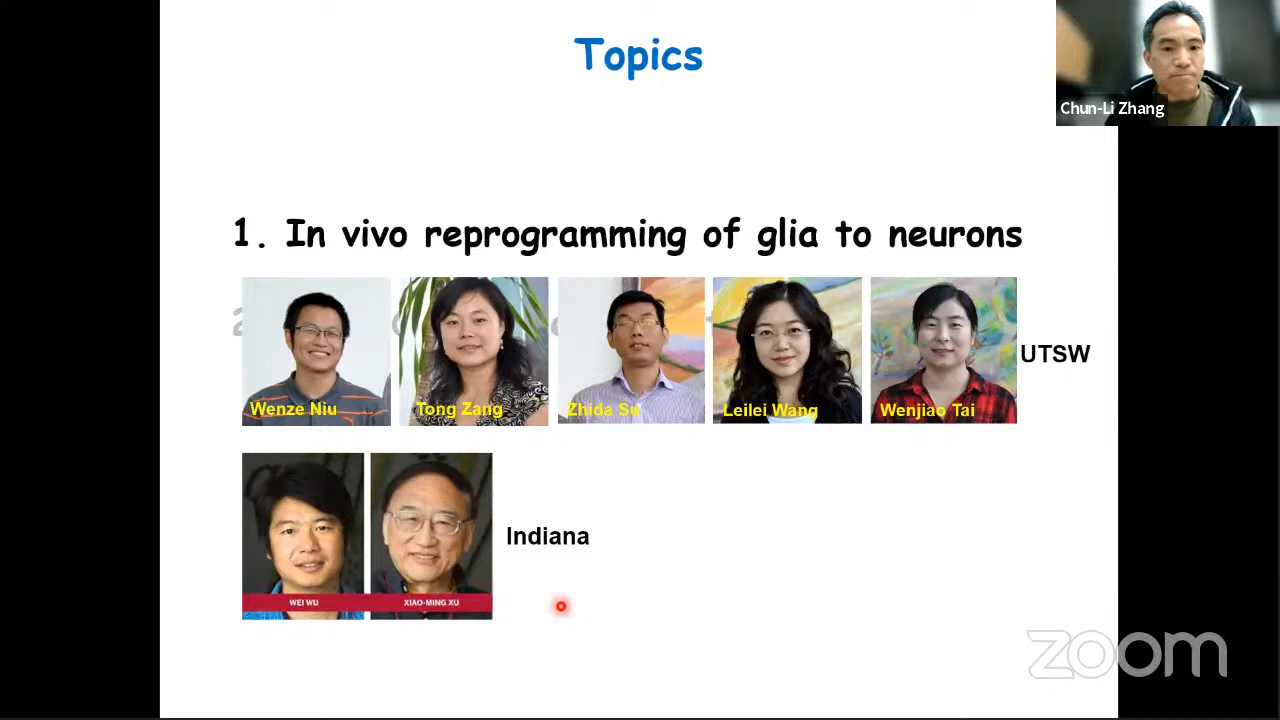 Topics
Chun-Li Zhang
1. In vivo reprogramming of glia to neurons
2
UTSW
Wenze Niu
Tong Zang
Zhida Su
Leilei Wang
Wenjiao Tai
Indiana
WEI WU
XIAO-MING XU
zoom